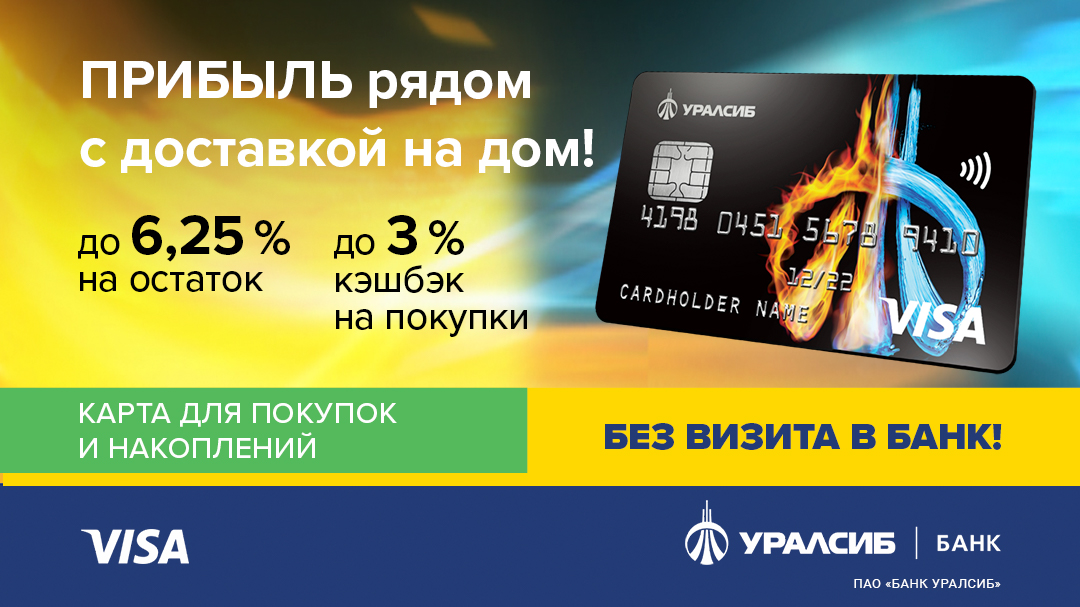 ПРИБЫЛЬ рядом
с доставкой на дом!
до 6,25 %
на остаток
до 3 %
кэшбэк
на покупки
УРАЛСИБ
4198 0451 5678 9410
12/22
CARDHOLDER NAME
VISA
КАРТА ДЛЯ ПОКУПОК
И НАКОПЛЕНИЙ
БЕЗ ВИЗИТА В БАНК!
VISA
УРАЛСИБ | БАНК
ПАО «БАНК УРАЛСИБ»